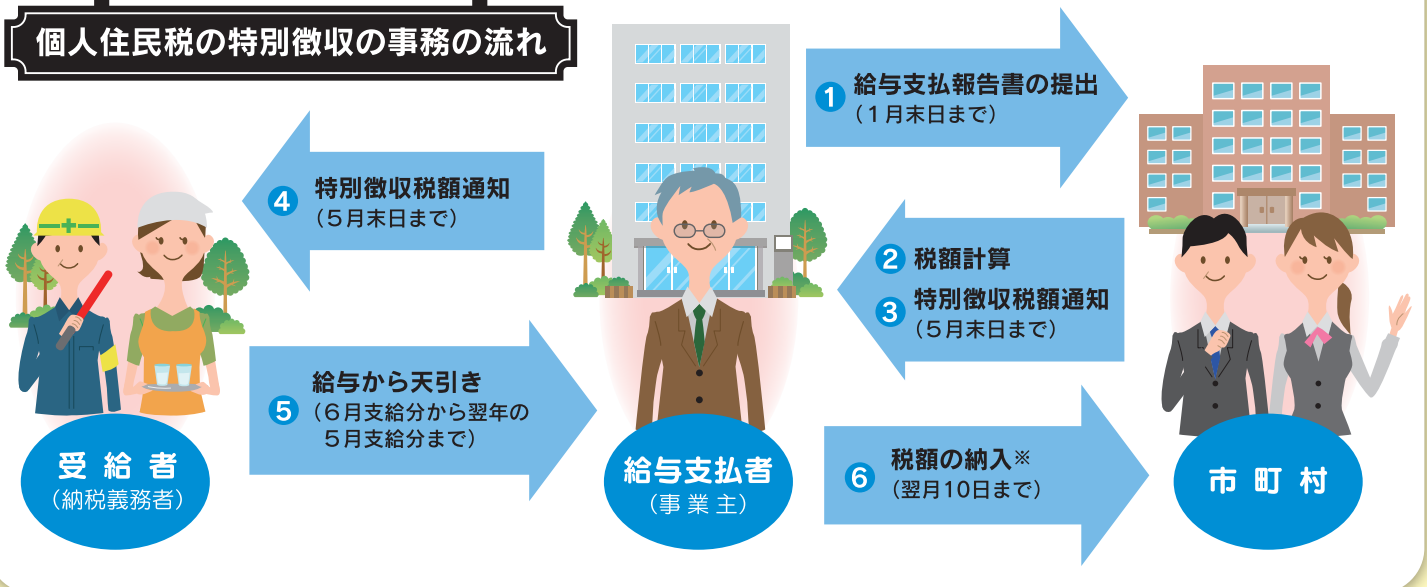 個人住民税の特別徴収の事務の流れ
❶ 給与支払報告書の提出
（１月末日まで）
❷ 税額計算
❸ 特別徴収税額通知
（５月末日まで）
❹ 特別徴収税額通知
（５月末日まで）
❺ 給与から天引き
（６月支給分から翌年の
５月支給分まで）
❻ 税額の納入※
（翌月10日まで）
受給者
（納税義務者）
給与支払者
（事業主）
市町村